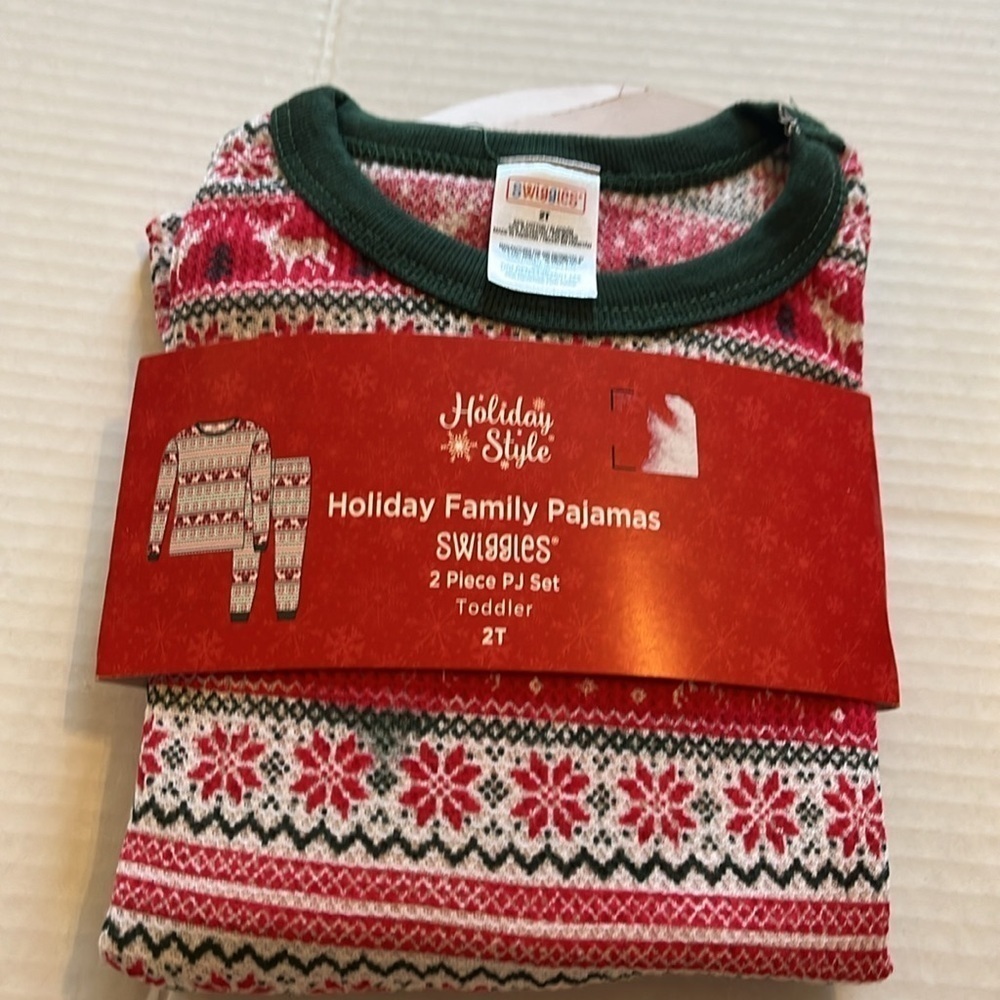 swiggles®
2T
Holiday
Style
Holiday Family Pajamas
swiggles®
2 Piece PJ Set
Toddler
2T